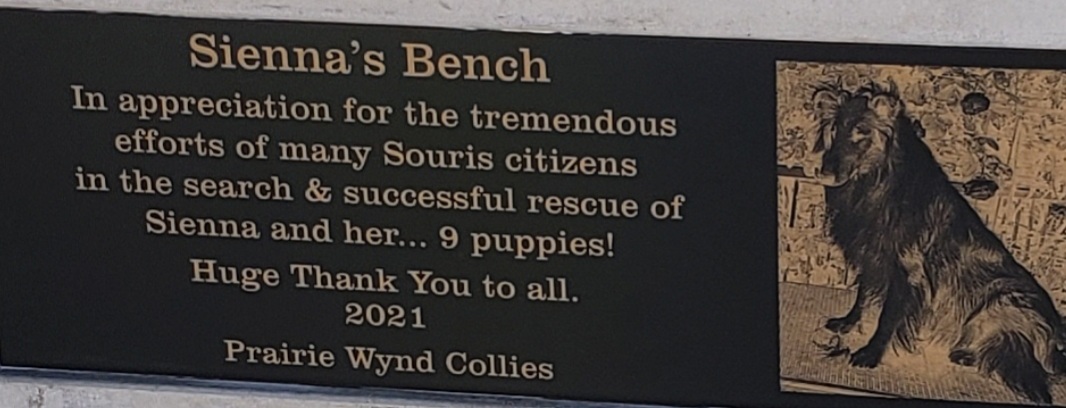 Sienna's Bench
In appreciation for the tremendous
efforts of many Souris citizens
in the search & successful rescue of
Sienna and her... 9 puppies!
Huge Thank You to all.
2021
Prairie Wynd Collies